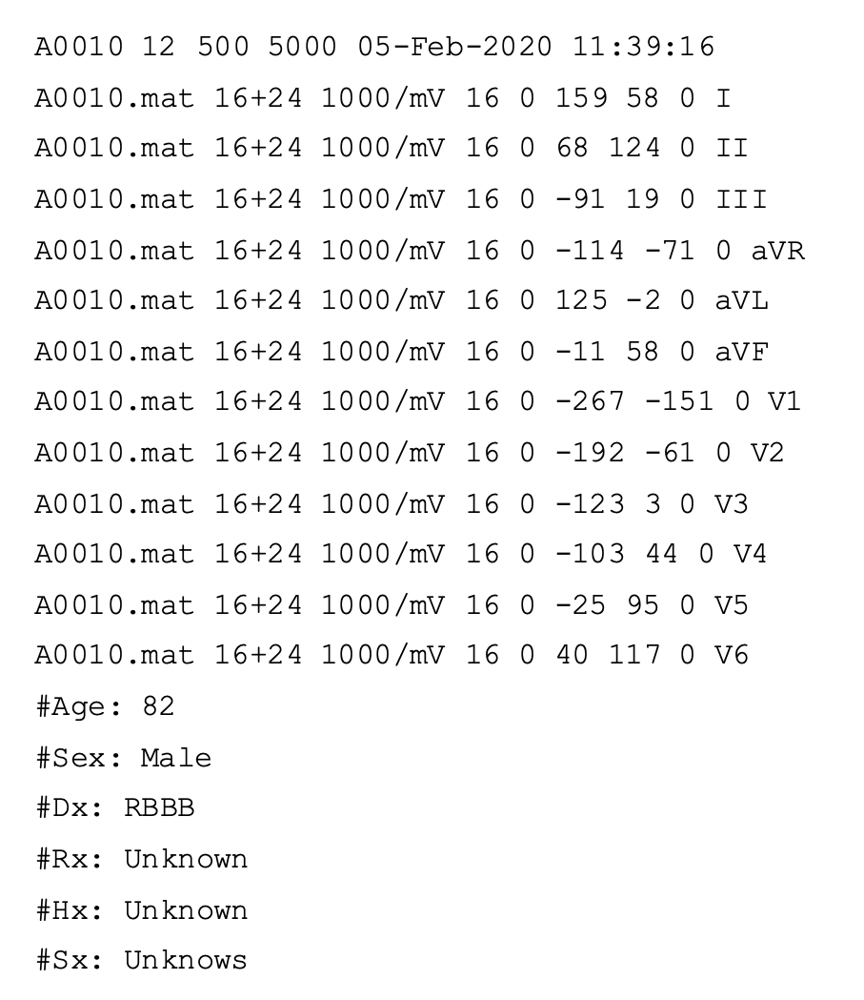 A0010 12 500 5000 05-Feb-2020 11:39:16
A0010.mat 16+24 1000/mV 16 0 159 58 0 I
A0010.mat 16+24 1000/mV 16 0 68 124 0 II
A0010.mat 16+24 1000/mV 16 0 -91 19 0 III
A0010.mat 16+24 1000/mV 16 0 -114 -71 0 aVR
A0010.mat 16+24 1000/mV 16 0 125 -2 0 aVL
A0010.mat 16+24 1000/mV 16 0 -11 58 0 aVF
A0010.mat 16+24 1000/mV 16 0 -267 -151 0 V1
A0010.mat 16+24 1000/mV 16 0 -192 -61 0 V2
A0010.mat 16+24 1000/mV 16 0 -123 3 0 V3
A0010.mat 16+24 1000/mV 16 0 -103 44 0 V4
A0010.mat 16+24 1000/mV 16 0 -25 95 0 V5
A0010.mat 16+24 1000/mV 16 0 40 117 0 V6
#Age: 82
#Sex: Male
#Dx: RBBB
#Rx: Unknown
#Hx: Unknown
#Sx: Unknows